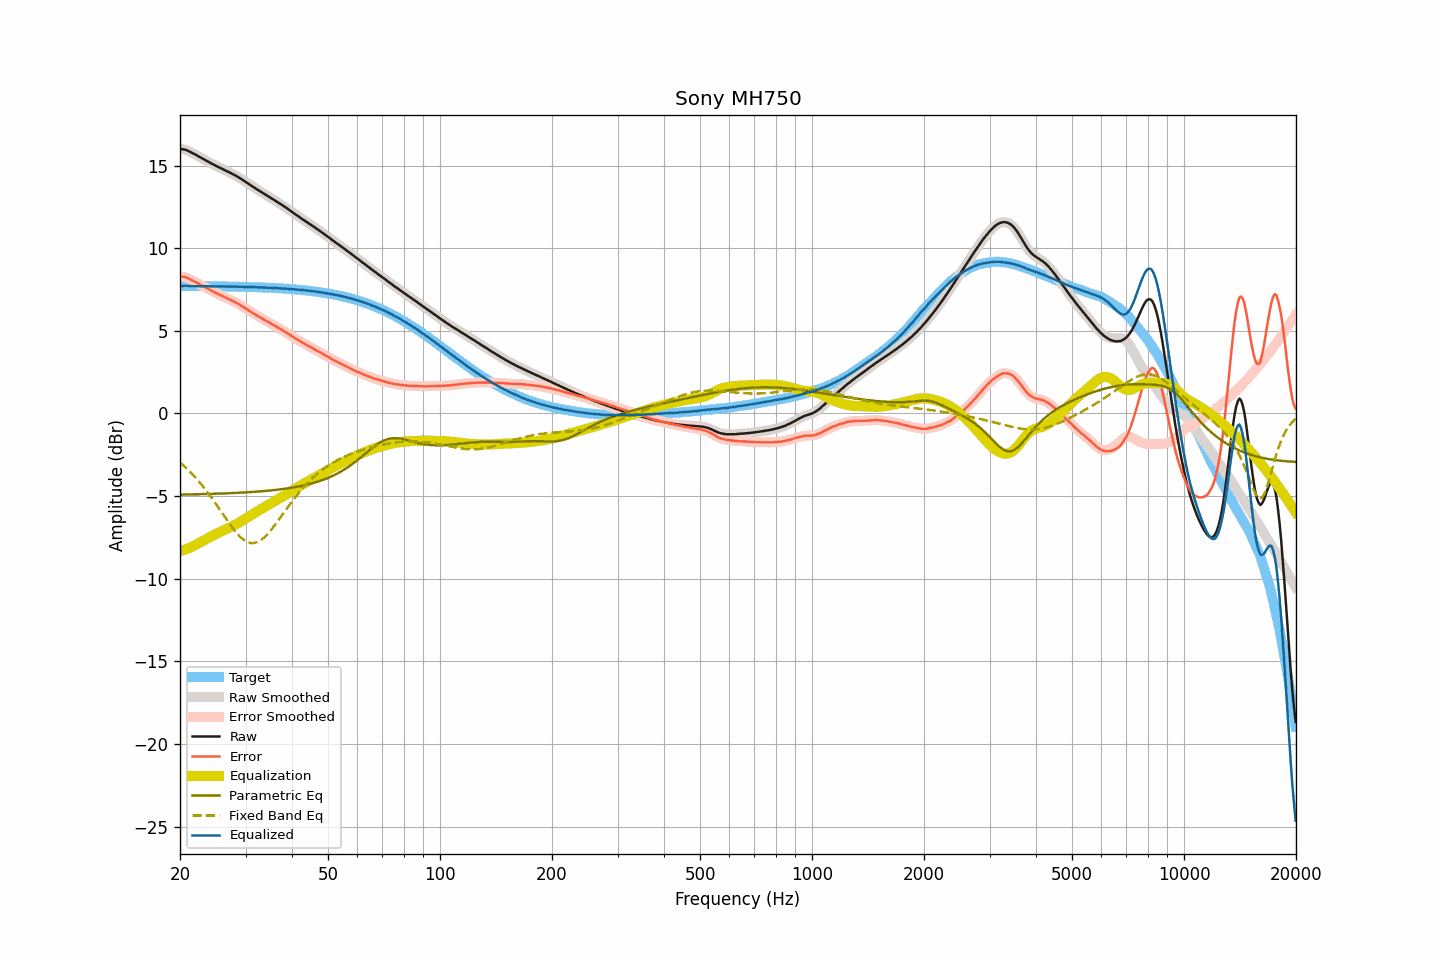 Sony MH750
Amplitude (dBr)
15
10
5
0
−5
−10
−15
−20
−25
Target
Raw Smoothed
Error Smoothed
Raw
Error
Equalization
Parametric Eq
Fixed Band Eq
Equalized
20 50 100 200 500 1000 2000 5000 10000 20000
Frequency (Hz)